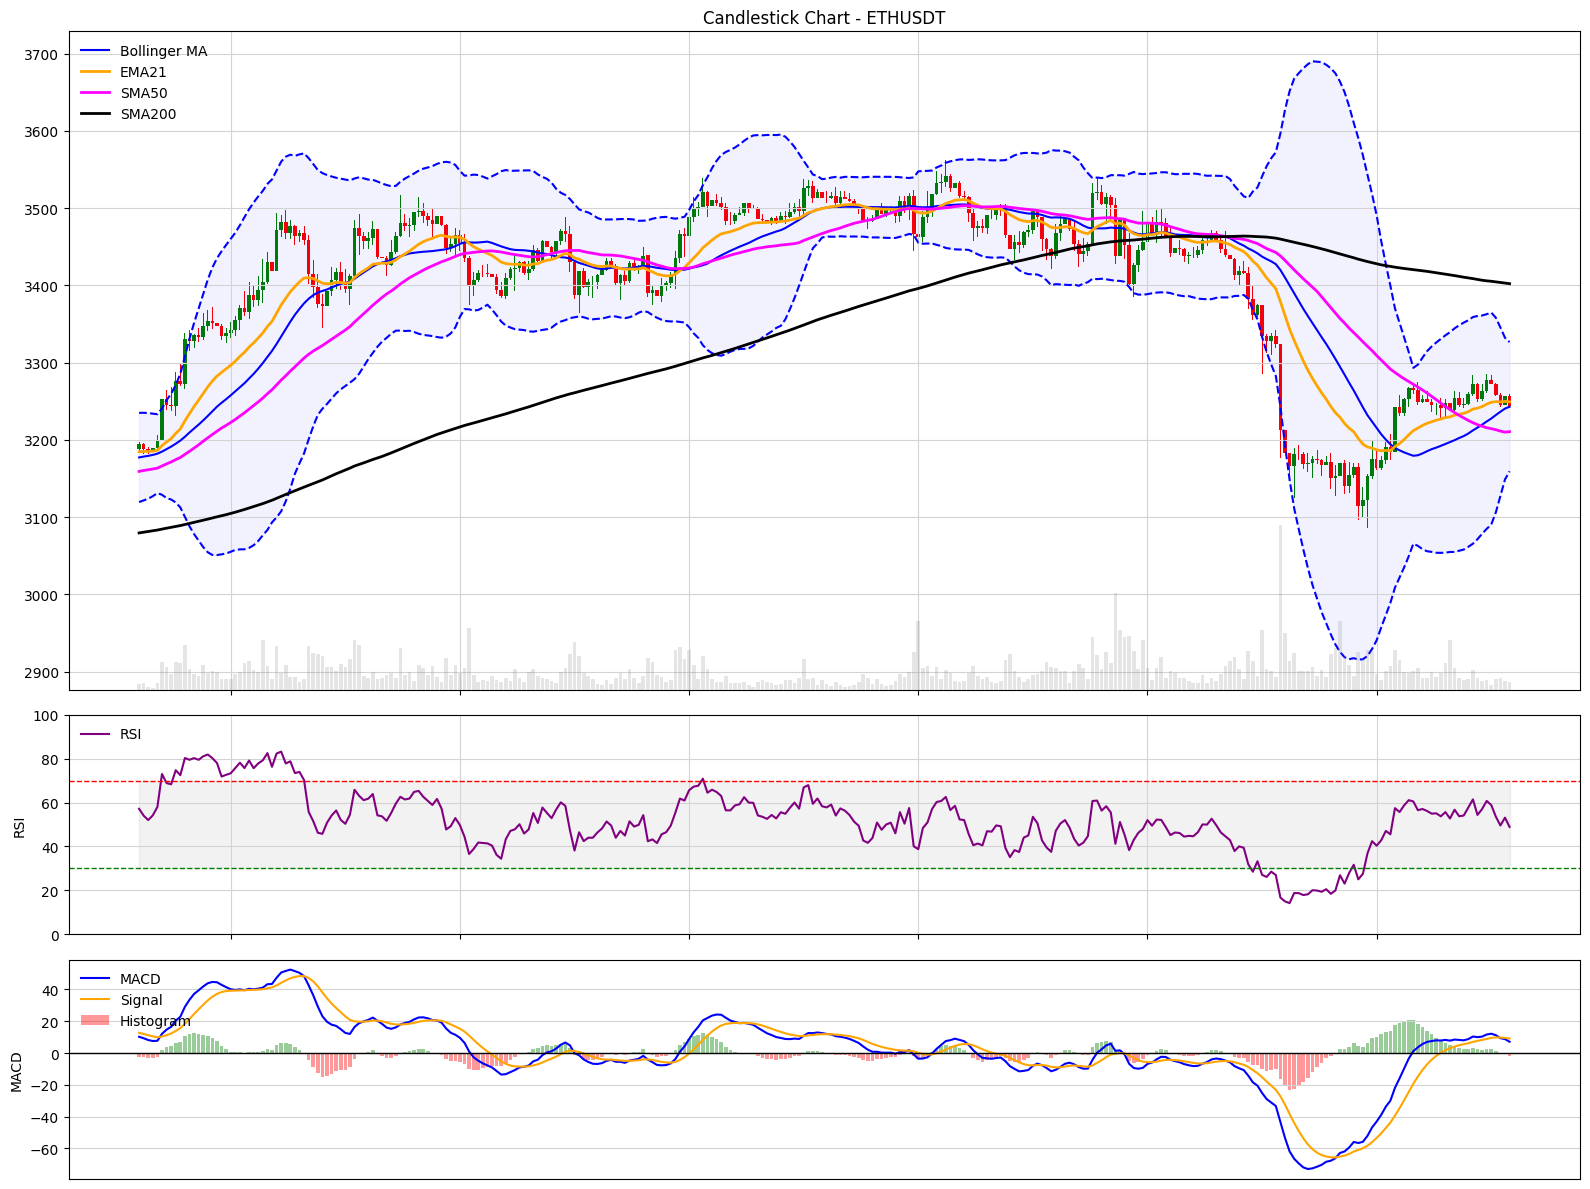 Candlestick Chart - ETHUSDT
Bollinger MA
EMA21
SMA50
SMA200
3700
3600
3500
3400
3300
3200
3100
3000
2900
RSI
RSI
100
80
60
40
20
0
MACD
Signal
Histogram
MACD
40
20
0
−20
−40
−60